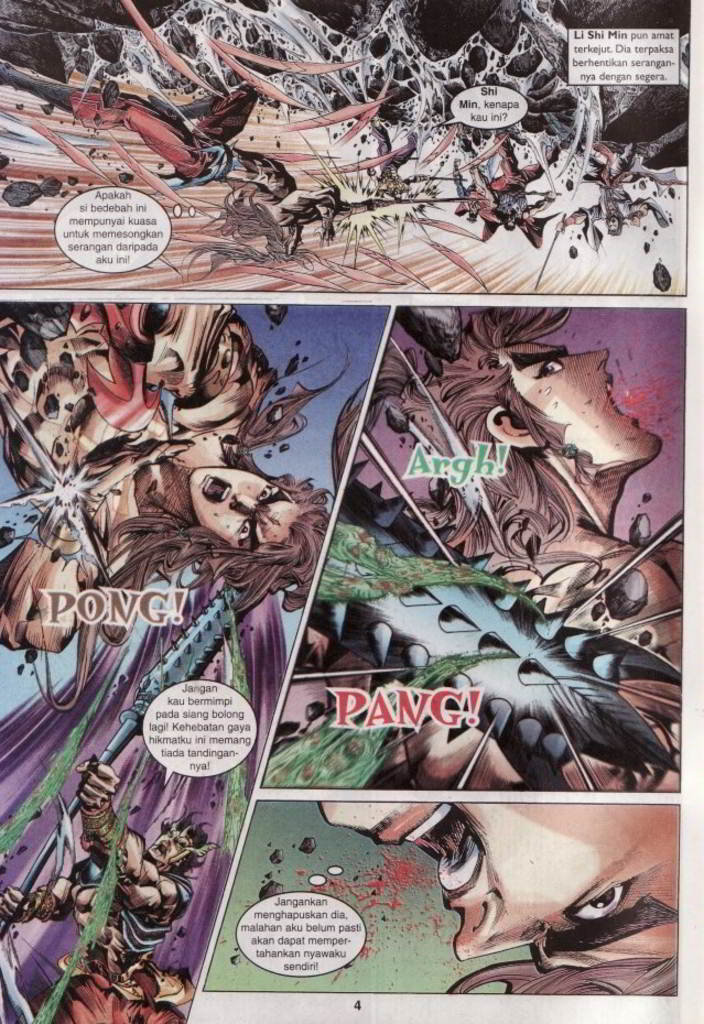 Li Shi Min pun amat
terkejut. Dia terpaksa
berhentikan serangan-
nya dengan segera.
Shi
Min, kenapa
kau ini?
Apakah
si bedebah ini
mempunyai kuasa
untuk memesongkan
serangan daripada
aku ini!
PONG!
Jangan
kau bermimpi
pada siang bolong
lagi! Kehebatan gaya
hikmatku ini memang
tiada tandingan-
nya!
Argh!
PANG!
Jangankan
menghapuskan dia,
malahan aku belum pasti
akan dapat memper-
tahankan nyawaku
sendiri!
4